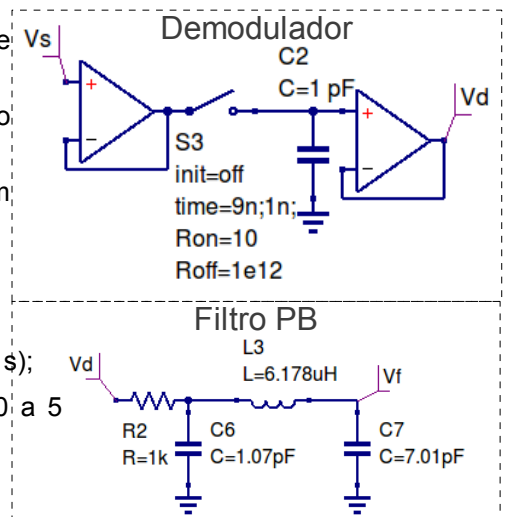 e
Vs
Demodulador
C2
C=1 pF
Vd
+
+
o
−
−
S3
m
init=off
time=9n;1n;
Ron=10
Roff=1e12
Filtro PB
L3
s);
Vd
L=6.178uH
Vf
0 a 5
R2
C6
C7
R=1k
C=1.07pF
C=7.01pF